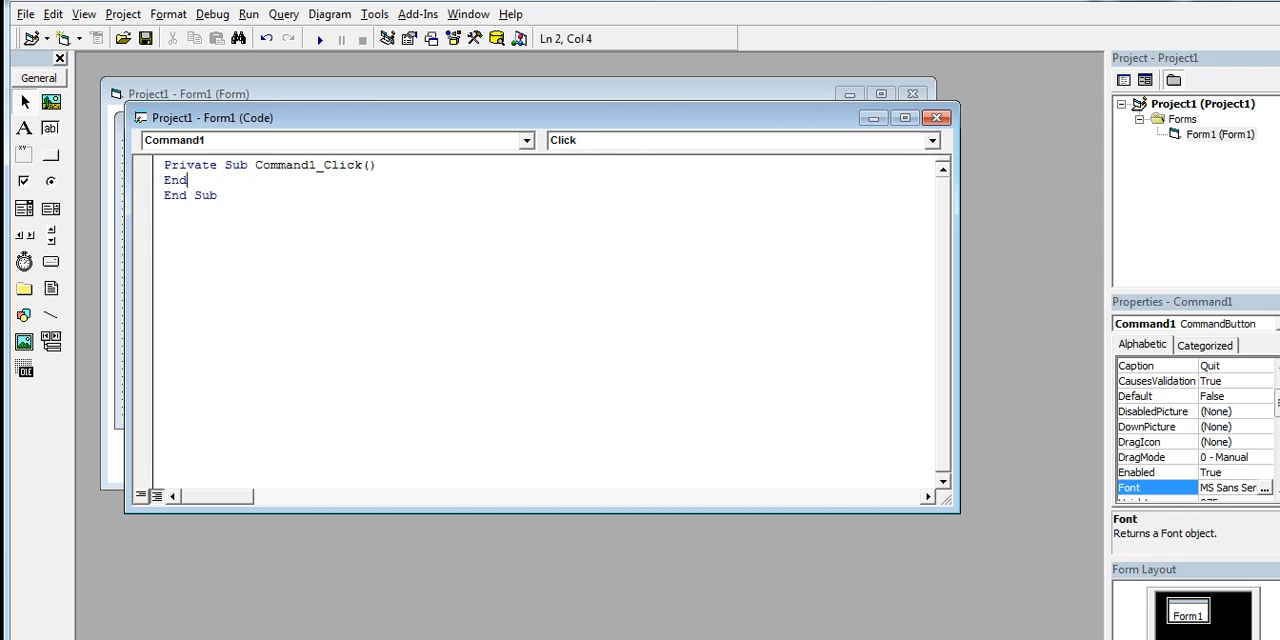 File Edit View Project Format Debug Run Query Diagram Tools Add-Ins Window Help
Ln 2, Col 4
General
A
ab|
OLE
Project1 - Form1 (Form)
Project1 - Form1 (Code)
Command1 Click
Private Sub Command1_Click()
End
End Sub
Project - Project1
Project1 (Project1)
Forms
Form1 (Form1)
Properties - Command1
Command1 CommandButton
Alphabetic Categorized
Caption Quit
CausesValidation True
Default False
DisabledPicture (None)
DownPicture (None)
DragIcon (None)
DragMode 0 - Manual
Enabled True
Font MS Sans Ser ...
Font
Returns a Font object.
Form Layout
Form1